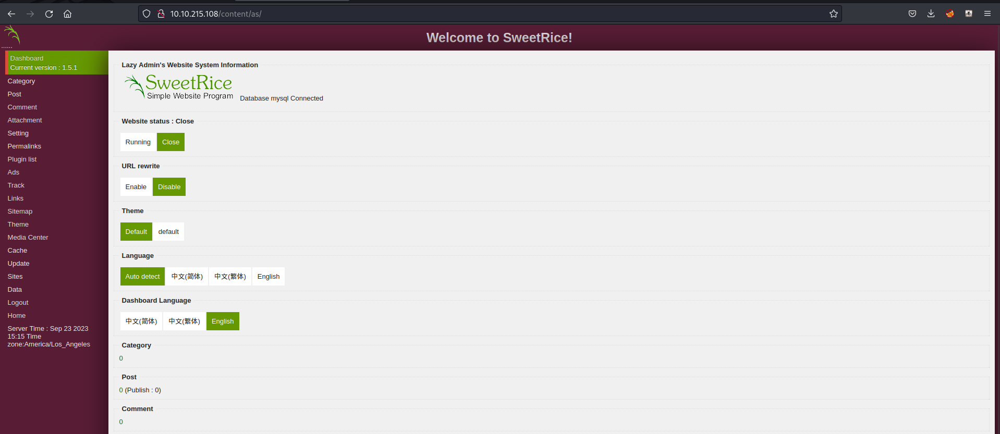 10.10.215.108/content/as/
Welcome to SweetRice!
......
Dashboard
Current version : 1.5.1
Category
Post
Comment
Attachment
Setting
Permalinks
Plugin list
Ads
Track
Links
Sitemap
Theme
Media Center
Cache
Update
Sites
Data
Logout
Home
Server Time : Sep 23 2023
15:15 Time
zone:America/Los_Angeles
Lazy Admin's Website System Information
SweetRice
Simple Website Program
Database mysql Connected
Website status : Close
Running Close
URL rewrite
Enable Disable
Theme
Default default
Language
Auto detect 中文(简体) 中文(繁体) English
Dashboard Language
中文(简体) 中文(繁体) English
Category
0
Post
0 (Publish : 0)
Comment
0